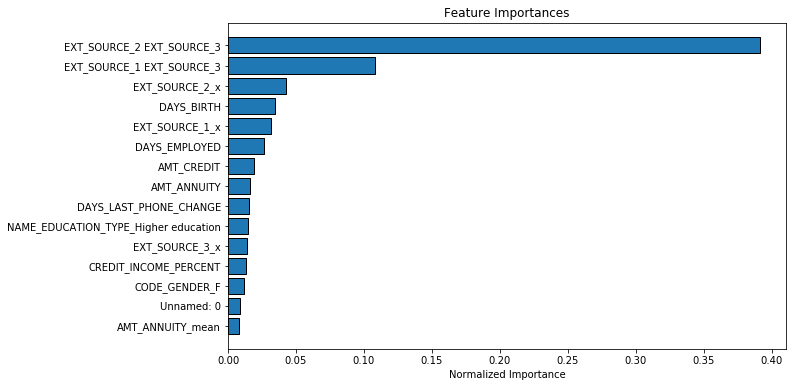 Feature Importances
EXT_SOURCE_2 EXT_SOURCE_3
EXT_SOURCE_1 EXT_SOURCE_3
EXT_SOURCE_2_x
DAYS_BIRTH
EXT_SOURCE_1_x
DAYS_EMPLOYED
AMT_CREDIT
AMT_ANNUITY
DAYS_LAST_PHONE_CHANGE
NAME_EDUCATION_TYPE_Higher education
EXT_SOURCE_3_x
CREDIT_INCOME_PERCENT
CODE_GENDER_F
Unnamed: 0
AMT_ANNUITY_mean
0.00 0.05 0.10 0.15 0.20 0.25 0.30 0.35 0.40
Normalized Importance